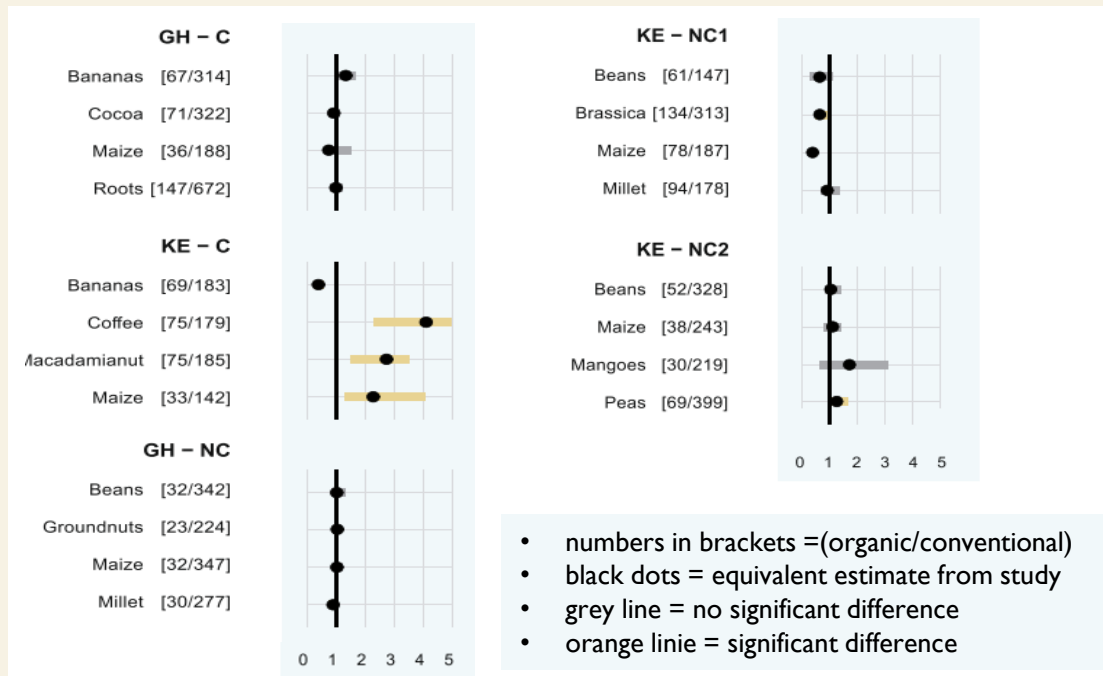 GH – C
Bananas [67/314]
Cocoa [71/322]
Maize [36/188]
Roots [147/672]
KE – C
Bananas [69/183]
Coffee [75/179]
Macadamianut [75/185]
Maize [33/142]
GH – NC
Beans [32/342]
Groundnuts [23/224]
Maize [32/347]
Millet [30/277]
0 1 2 3 4 5
KE – NC1
Beans [61/147]
Brassica [134/313]
Maize [78/187]
Millet [94/178]
KE – NC2
Beans [52/328]
Maize [38/243]
Mangoes [30/219]
Peas [69/399]
0 1 2 3 4 5
• numbers in brackets =(organic/conventional)
• black dots = equivalent estimate from study
• grey line = no significant difference
• orange linie = significant difference